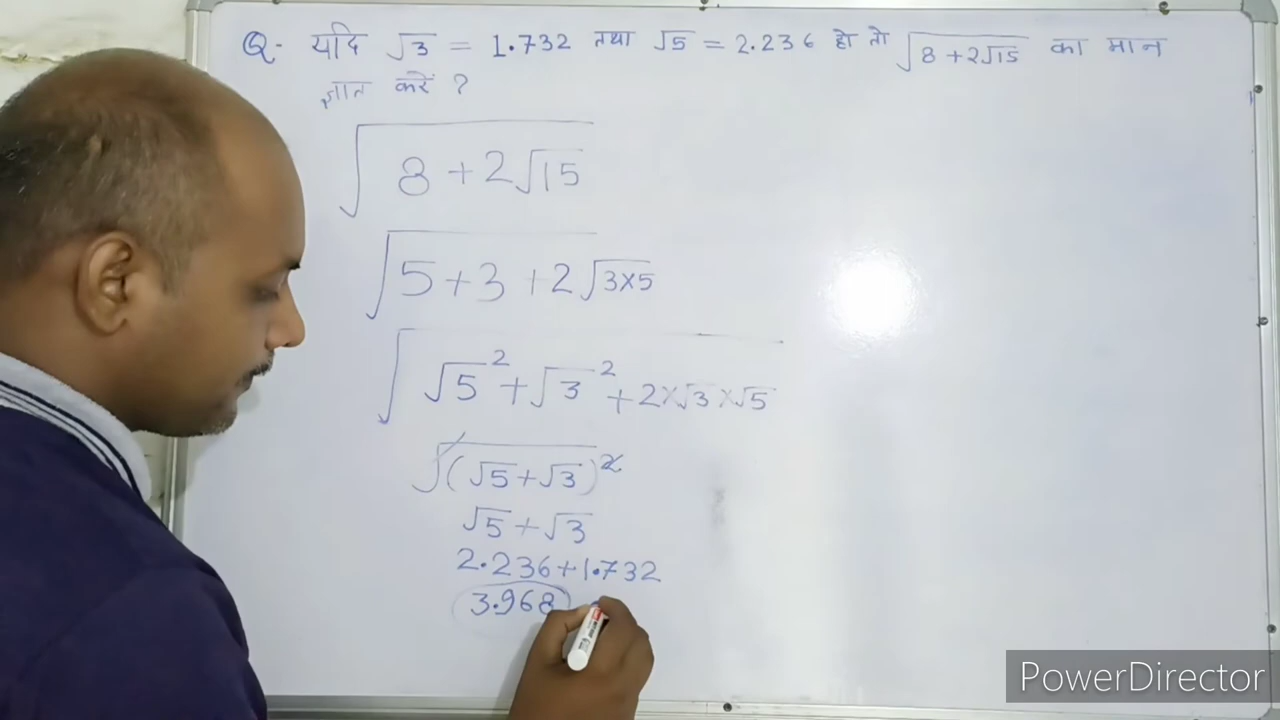 Q- यदि √3 = 1.732 तथा √5 = 2.236 हो तो √(8+2√15) का मान
ज्ञात करें ?
√(8+2√15)
√(5+3+2√(3×5))
√(√5²+√3²+2×√3×√5)
√(√5+√3)²
√5+√3
2.236+1.732
3.968
PowerDirector